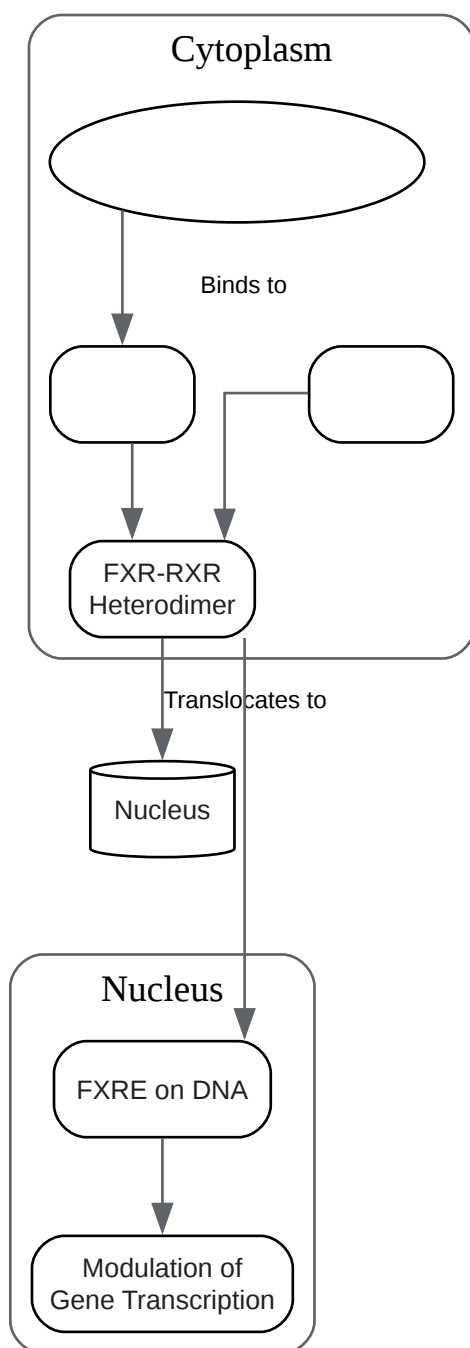 Cytoplasm
Binds to
FXR-RXR
Heterodimer
Translocates to
Nucleus
Nucleus
FXRE on DNA
Modulation of
Gene Transcription